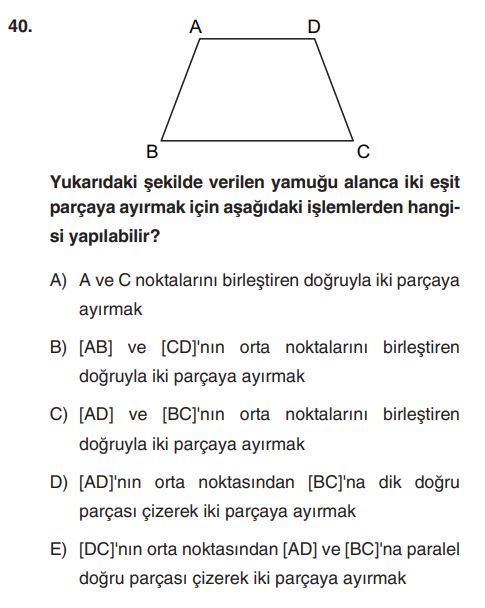 40.
A D
B C
Yukarıdaki şekilde verilen yamuğu alanca iki eşit
parçaya ayırmak için aşağıdaki işlemlerden hangi-
si yapılabilir?
A) A ve C noktalarını birleştiren doğruyla iki parçaya
ayırmak
B) [AB] ve [CD]'nın orta noktalarını birleştiren
doğruyla iki parçaya ayırmak
C) [AD] ve [BC]'nın orta noktalarını birleştiren
doğruyla iki parçaya ayırmak
D) [AD]'nın orta noktasından [BC]'na dik doğru
parçası çizerek iki parçaya ayırmak
E) [DC]'nın orta noktasından [AD] ve [BC]'na paralel
doğru parçası çizerek iki parçaya ayırmak